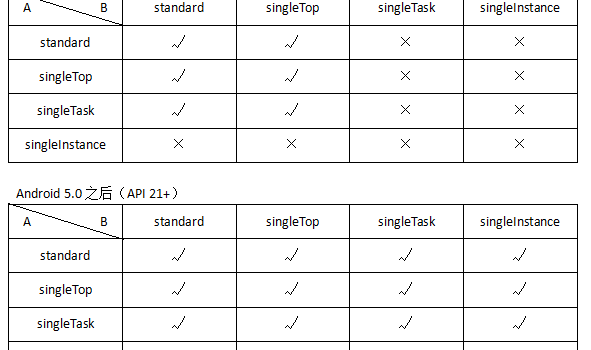 A B standard singleTop singleTask singleInstance
standard √ √ × ×
singleTop √ √ × ×
singleTask √ √ × ×
singleInstance × × × ×
Android 5.0 之后（API 21+）
A B standard singleTop singleTask singleInstance
standard √ √ √ √
singleTop √ √ √ √
singleTask √ √ √ √